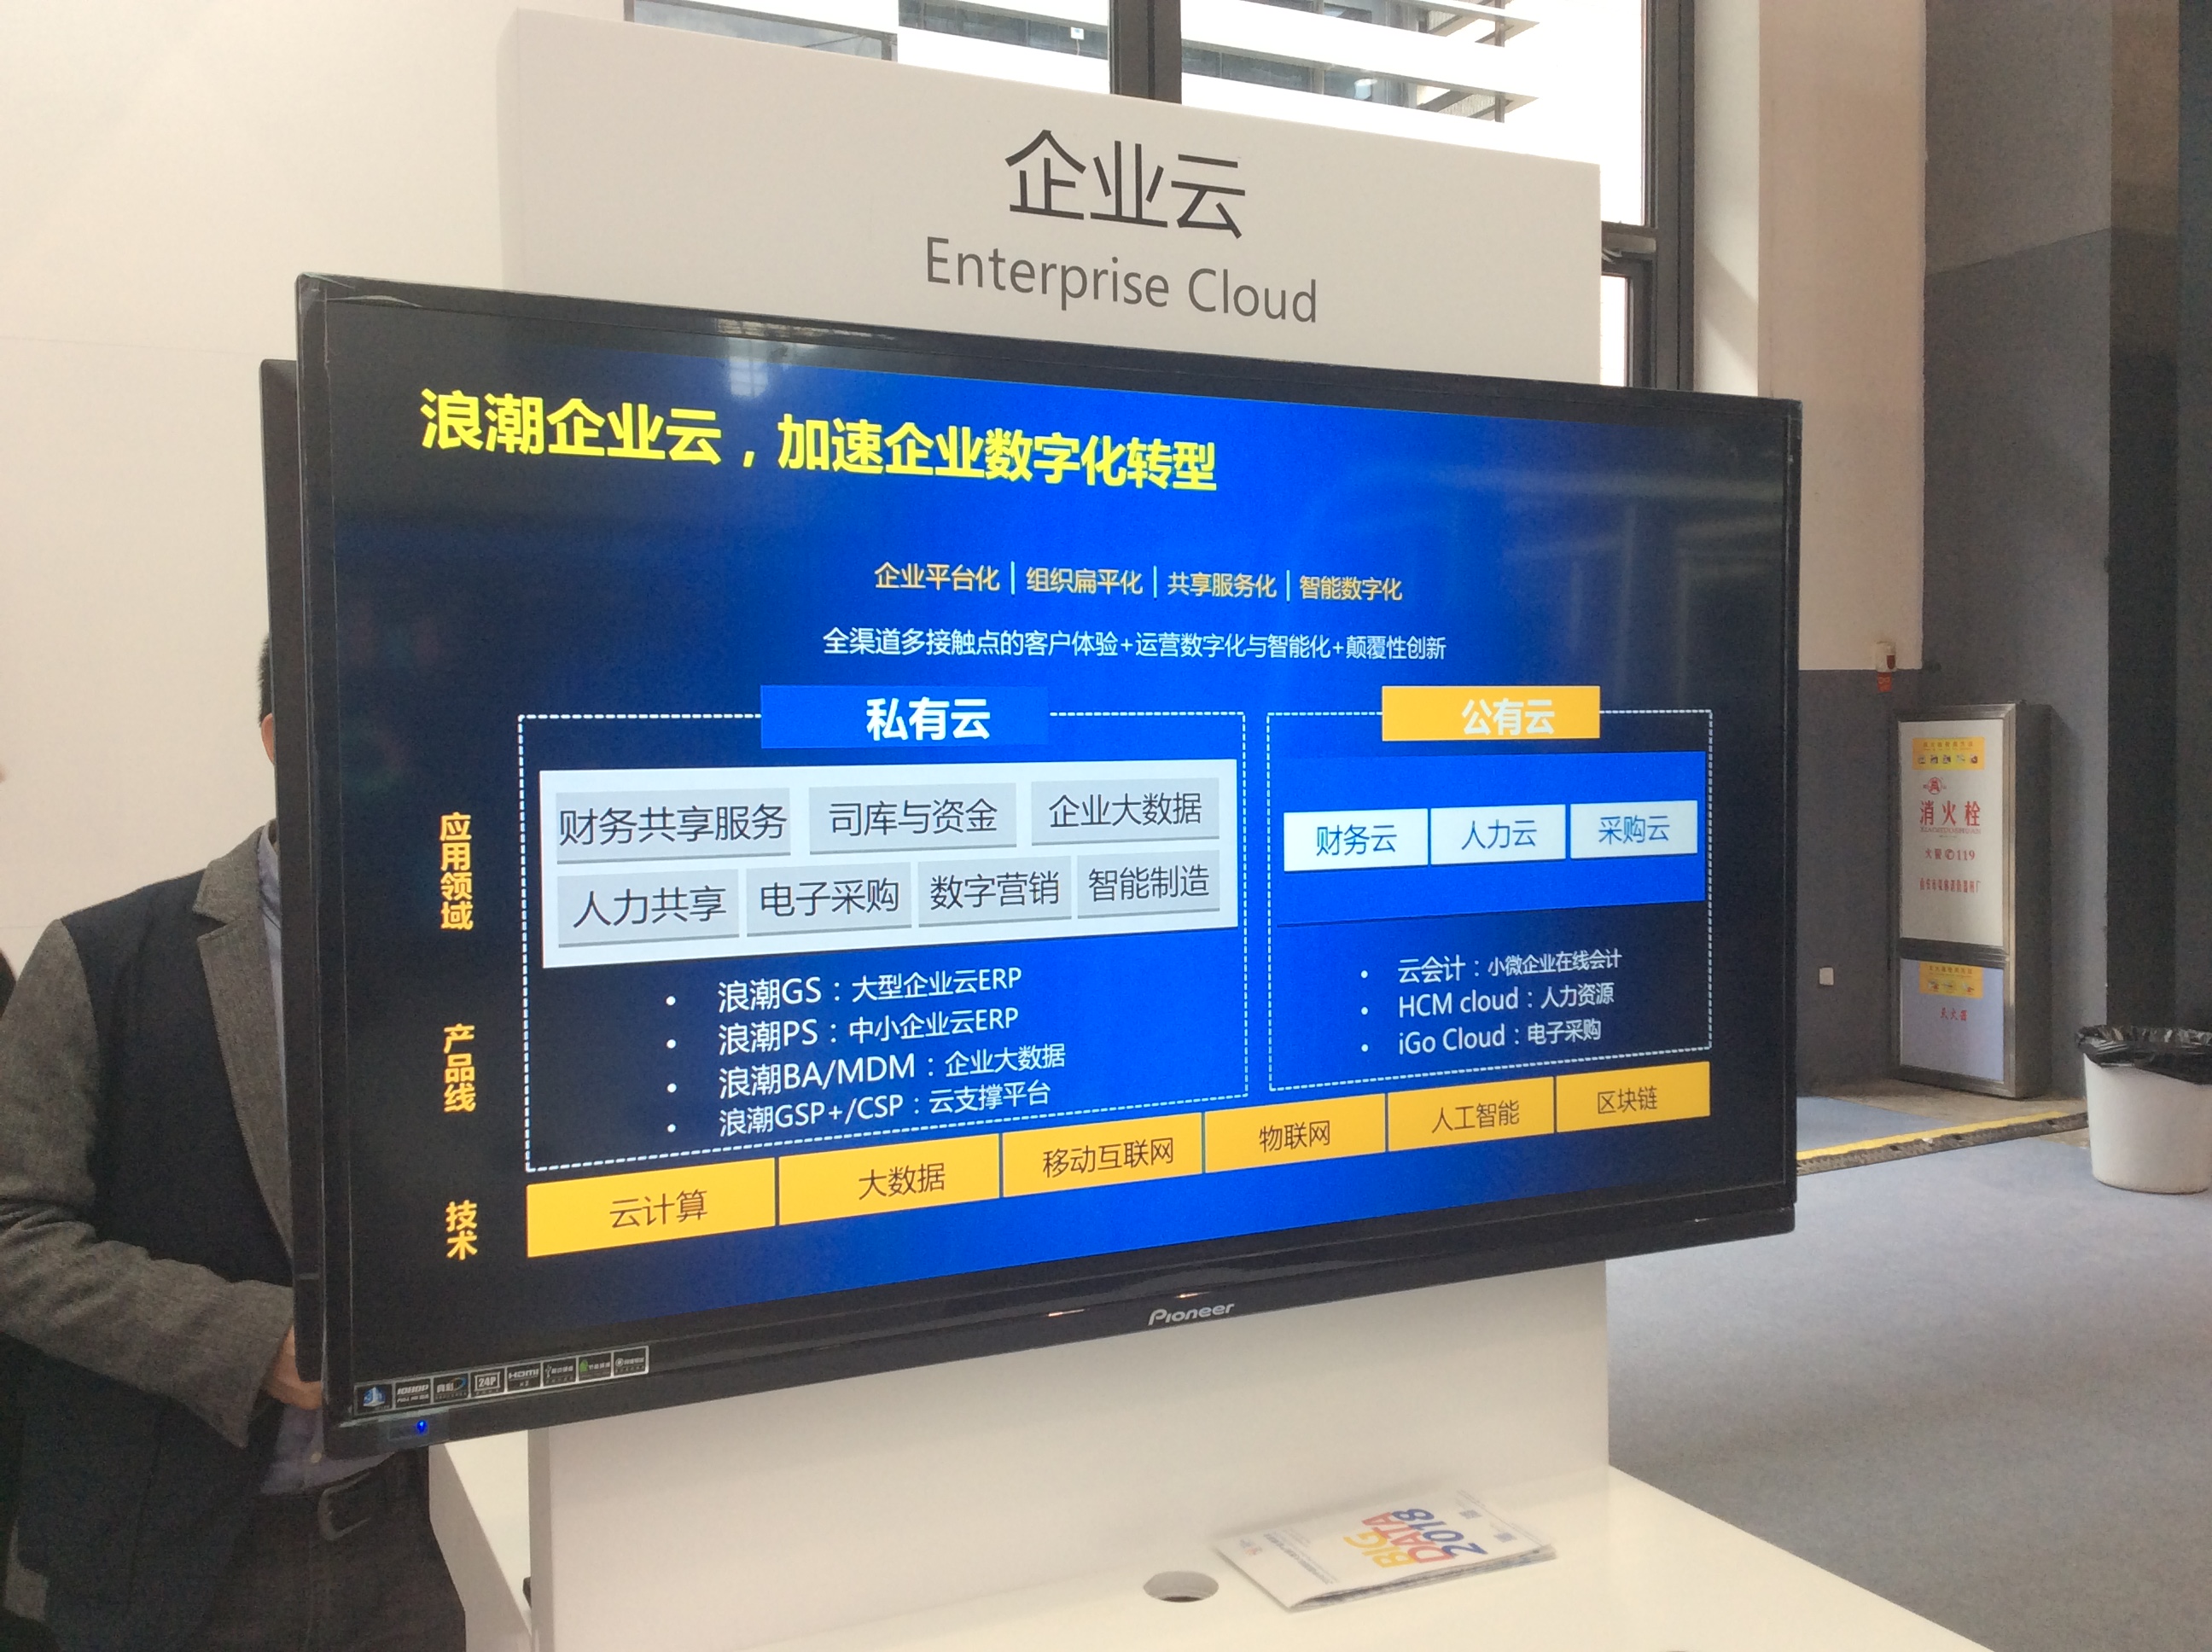 企业云
Enterprise Cloud
浪潮企业云，加速企业数字化转型
企业平台化|组织扁平化|共享服务化|智能数字化
全渠道多接触点的客户体验+运营数字化与智能化+颠覆性创新
私有云
公有云
应用领域
财务共享服务 司库与资金 企业大数据
人力共享 电子采购 数字营销 智能制造
财务云 人力云 采购云
产品线
• 浪潮GS：大型企业云ERP
• 浪潮PS：中小企业云ERP
• 浪潮BA/MDM：企业大数据
• 浪潮GSP+/CSP：云支撑平台
• 云会计：小微企业在线会计
• HCM cloud：人力资源
• iGo Cloud：电子采购
技术
云计算 大数据 移动互联网 物联网 人工智能 区块链
Pioneer
1080P
24P
HDMI
消火栓
火警✆119
灭火器
BIG
DATA
2018